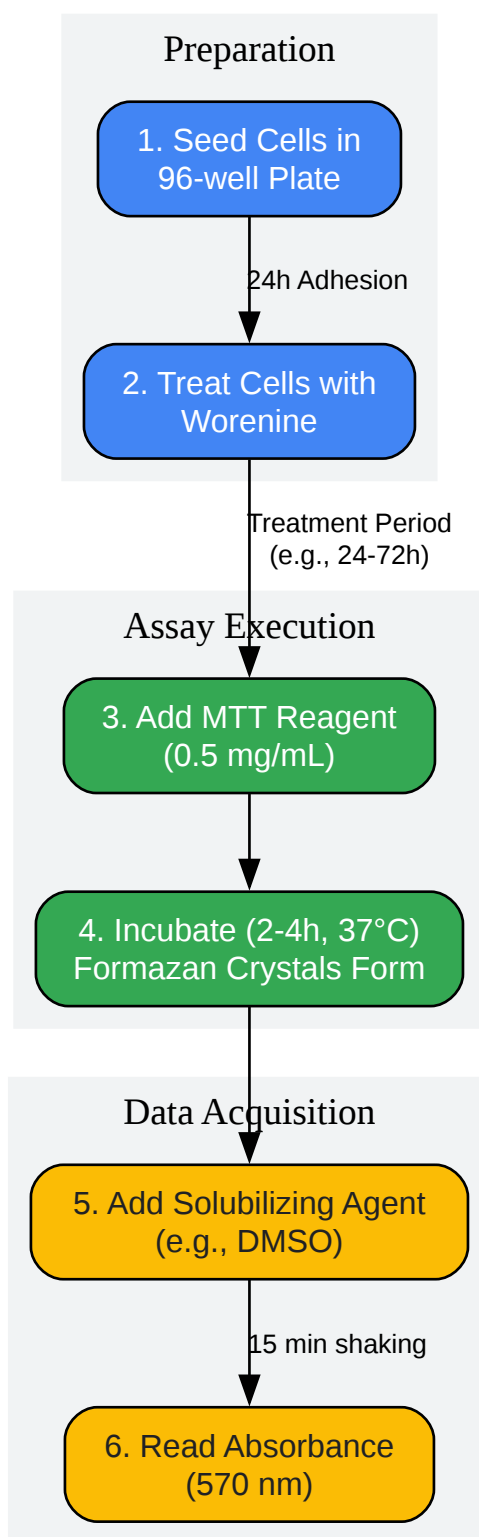 Preparation
1. Seed Cells in
96-well Plate
24h Adhesion
2. Treat Cells with
Worenine
Treatment Period
(e.g., 24-72h)
Assay Execution
3. Add MTT Reagent
(0.5 mg/mL)
4. Incubate (2-4h, 37°C)
Formazan Crystals Form
Data Acquisition
5. Add Solubilizing Agent
(e.g., DMSO)
15 min shaking
6. Read Absorbance
(570 nm)